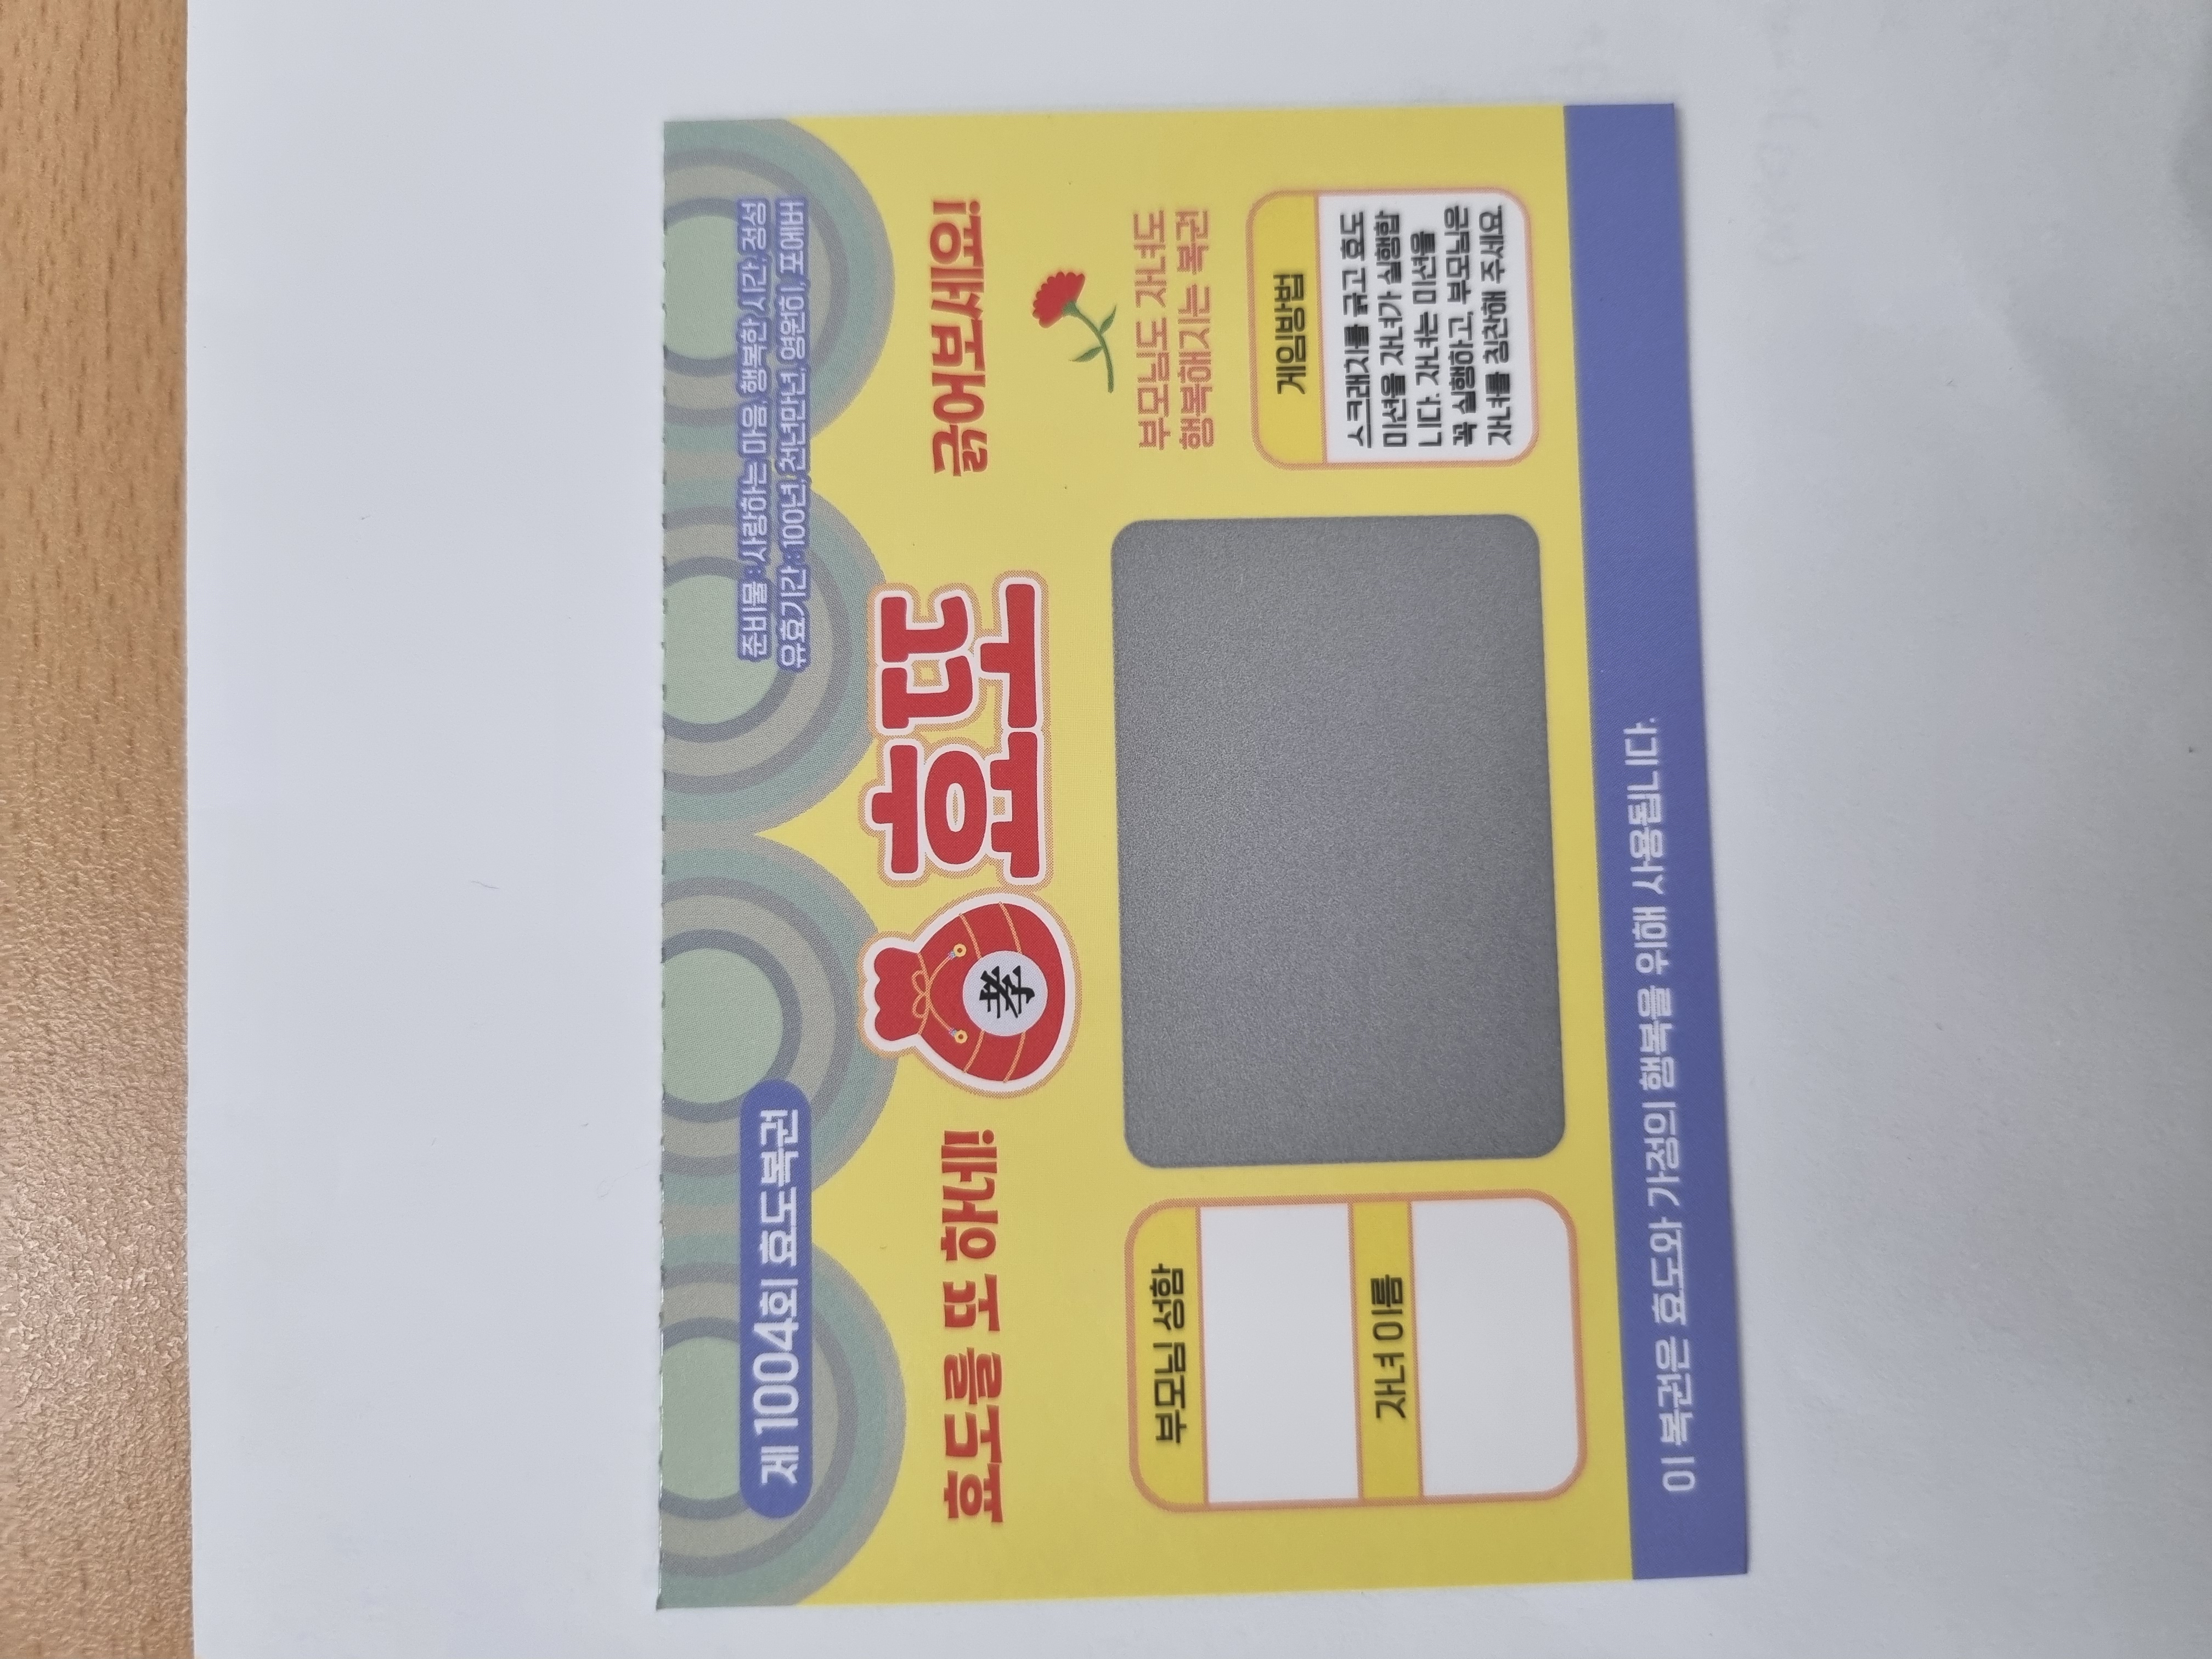 제 1004회 효도복권
준비물 : 사랑하는 마음, 행복한 시간, 정성
유효기간 : 100년, 천년만년, 영원히, 포에버
효도를 또 하네!
孝
효또
긁어보세요!
부모님도 자녀도
행복해지는 복권
부모님 성함
자녀 이름
게임방법
스크래치를 긁고 효도
미션을 자녀가 실행합
니다. 자녀는 미션을
꼭 실행하고, 부모님은
자녀를 칭찬해 주세요.
이 복권은 효도와 가정의 행복을 위해 사용됩니다.